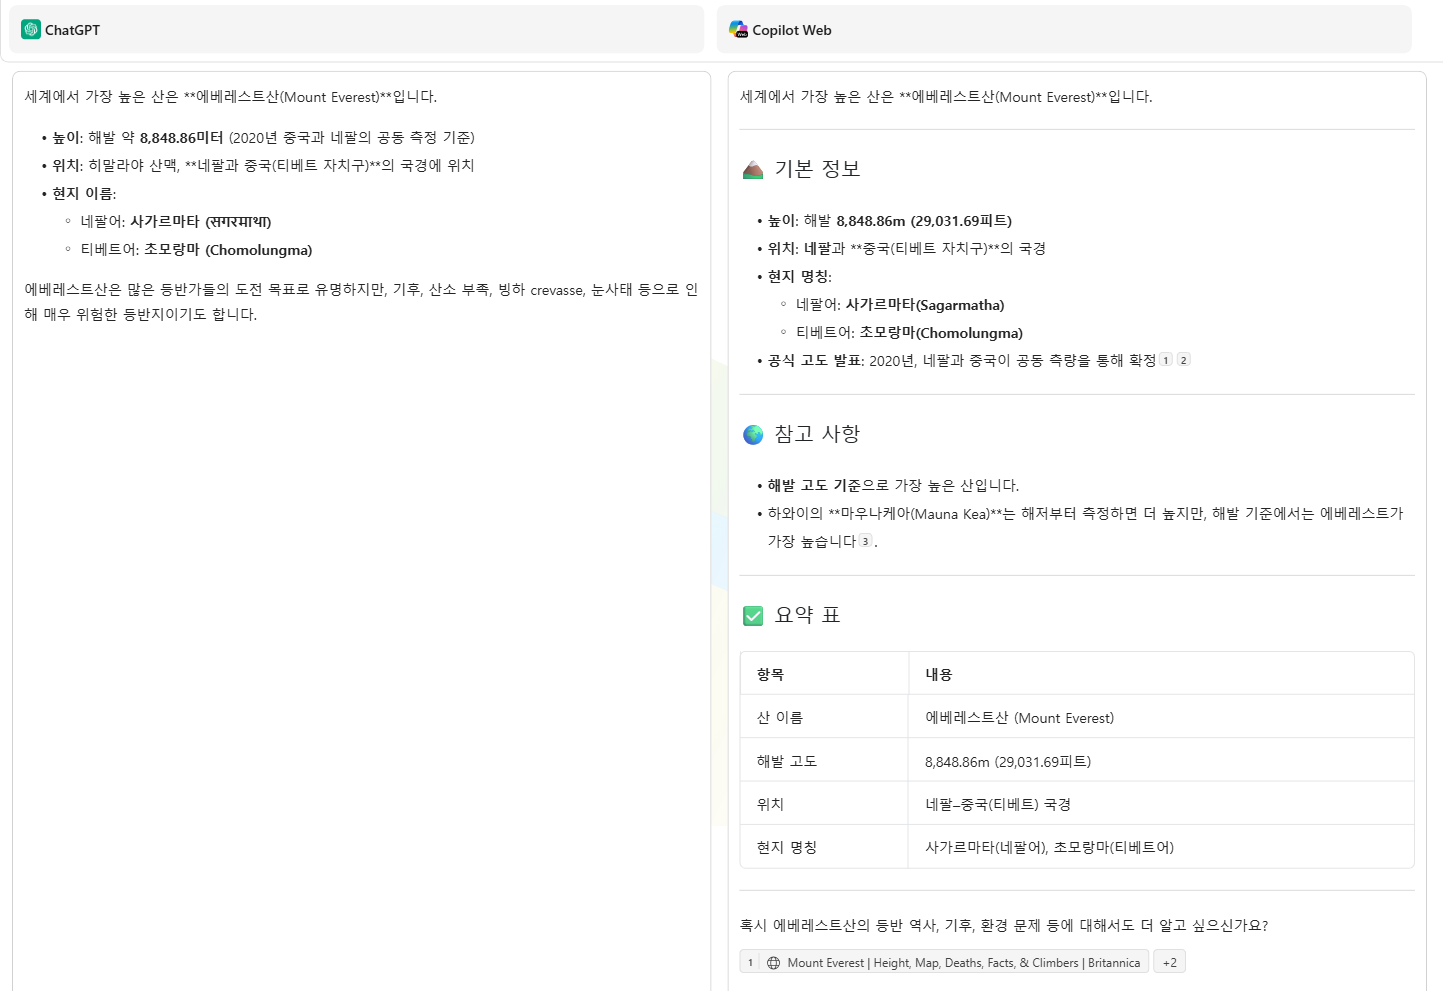 ChatGPT
세계에서 가장 높은 산은 **에베레스트산(Mount Everest)**입니다.
• 높이: 해발 약 8,848.86미터 (2020년 중국과 네팔의 공동 측정 기준)
• 위치: 히말라야 산맥, **네팔과 중국(티베트 자치구)**의 국경에 위치
• 현지 이름:
◦ 네팔어: 사가르마타 (सगरमाथा)
◦ 티베트어: 초모랑마 (Chomolungma)
에베레스트산은 많은 등반가들의 도전 목표로 유명하지만, 기후, 산소 부족, 빙하 crevasse, 눈사태 등으로 인
해 매우 위험한 등반지이기도 합니다.
Copilot Web
세계에서 가장 높은 산은 **에베레스트산(Mount Everest)**입니다.
기본 정보
• 높이: 해발 8,848.86m (29,031.69피트)
• 위치: 네팔과 **중국(티베트 자치구)**의 국경
• 현지 명칭:
◦ 네팔어: 사가르마타(Sagarmatha)
◦ 티베트어: 초모랑마(Chomolungma)
• 공식 고도 발표: 2020년, 네팔과 중국이 공동 측량을 통해 확정 1 2
참고 사항
• 해발 고도 기준으로 가장 높은 산입니다.
• 하와이의 **마우나케아(Mauna Kea)**는 해저부터 측정하면 더 높지만, 해발 기준에서는 에베레스트가
가장 높습니다 3 .
요약 표
항목 내용
산 이름 에베레스트산 (Mount Everest)
해발 고도 8,848.86m (29,031.69피트)
위치 네팔–중국(티베트) 국경
현지 명칭 사가르마타(네팔어), 초모랑마(티베트어)
혹시 에베레스트산의 등반 역사, 기후, 환경 문제 등에 대해서도 더 알고 싶으신가요?
1 Mount Everest | Height, Map, Deaths, Facts, & Climbers | Britannica +2